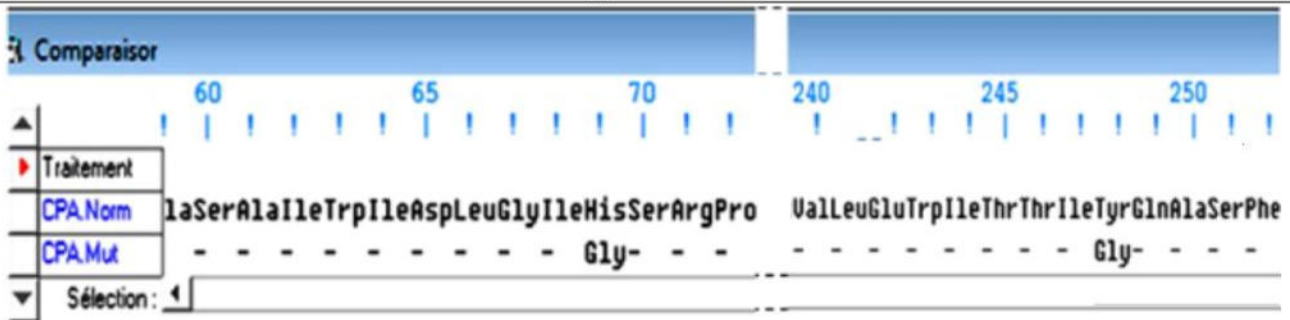 Comparaisor
60 65 70 240 245 250
Traitement
CPA.Norm laSerAlaIleTrpIleAspLeuGlyIleHisSerArgPro ValLeuGluTrpIleThrThrIleTyrGlnAlaSerPhe
CPA.Mut - - - - - - - - - Gly- - - - - - - - - - - Gly- - - -
Sélection :